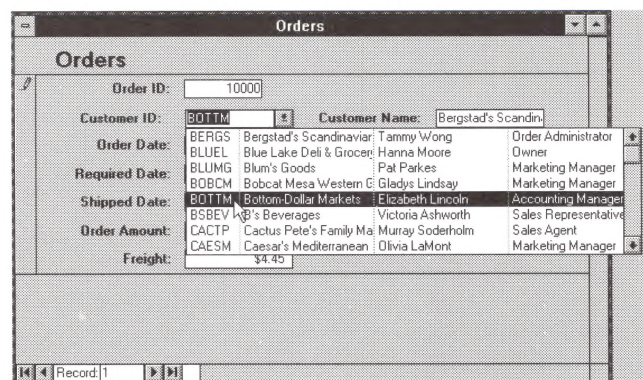 Orders
Orders
Order ID: 10000
Customer ID: BOTTM Customer Name: Bergstad's Scandin
Order Date:
Required Date:
Shipped Date:
Order Amount:
Freight: $4.45
BERGS Bergstad's Scandinavian Tammy Wong Order Administrator
BLUEL Blue Lake Deli & Grocery Hanna Moore Owner
BLUMG Blum's Goods Pat Parkes Marketing Manager
BOBCM Bobcat Mesa Western G Gladys Lindsay Marketing Manager
BOTTM Bottom-Dollar Markets Elizabeth Lincoln Accounting Manager
BSBEV B's Beverages Victoria Ashworth Sales Representative
CACTP Cactus Pete's Family Ma Murray Soderholm Sales Agent
CAESM Caesar's Mediterranean Olivia LaMont Marketing Manager
Record: 1